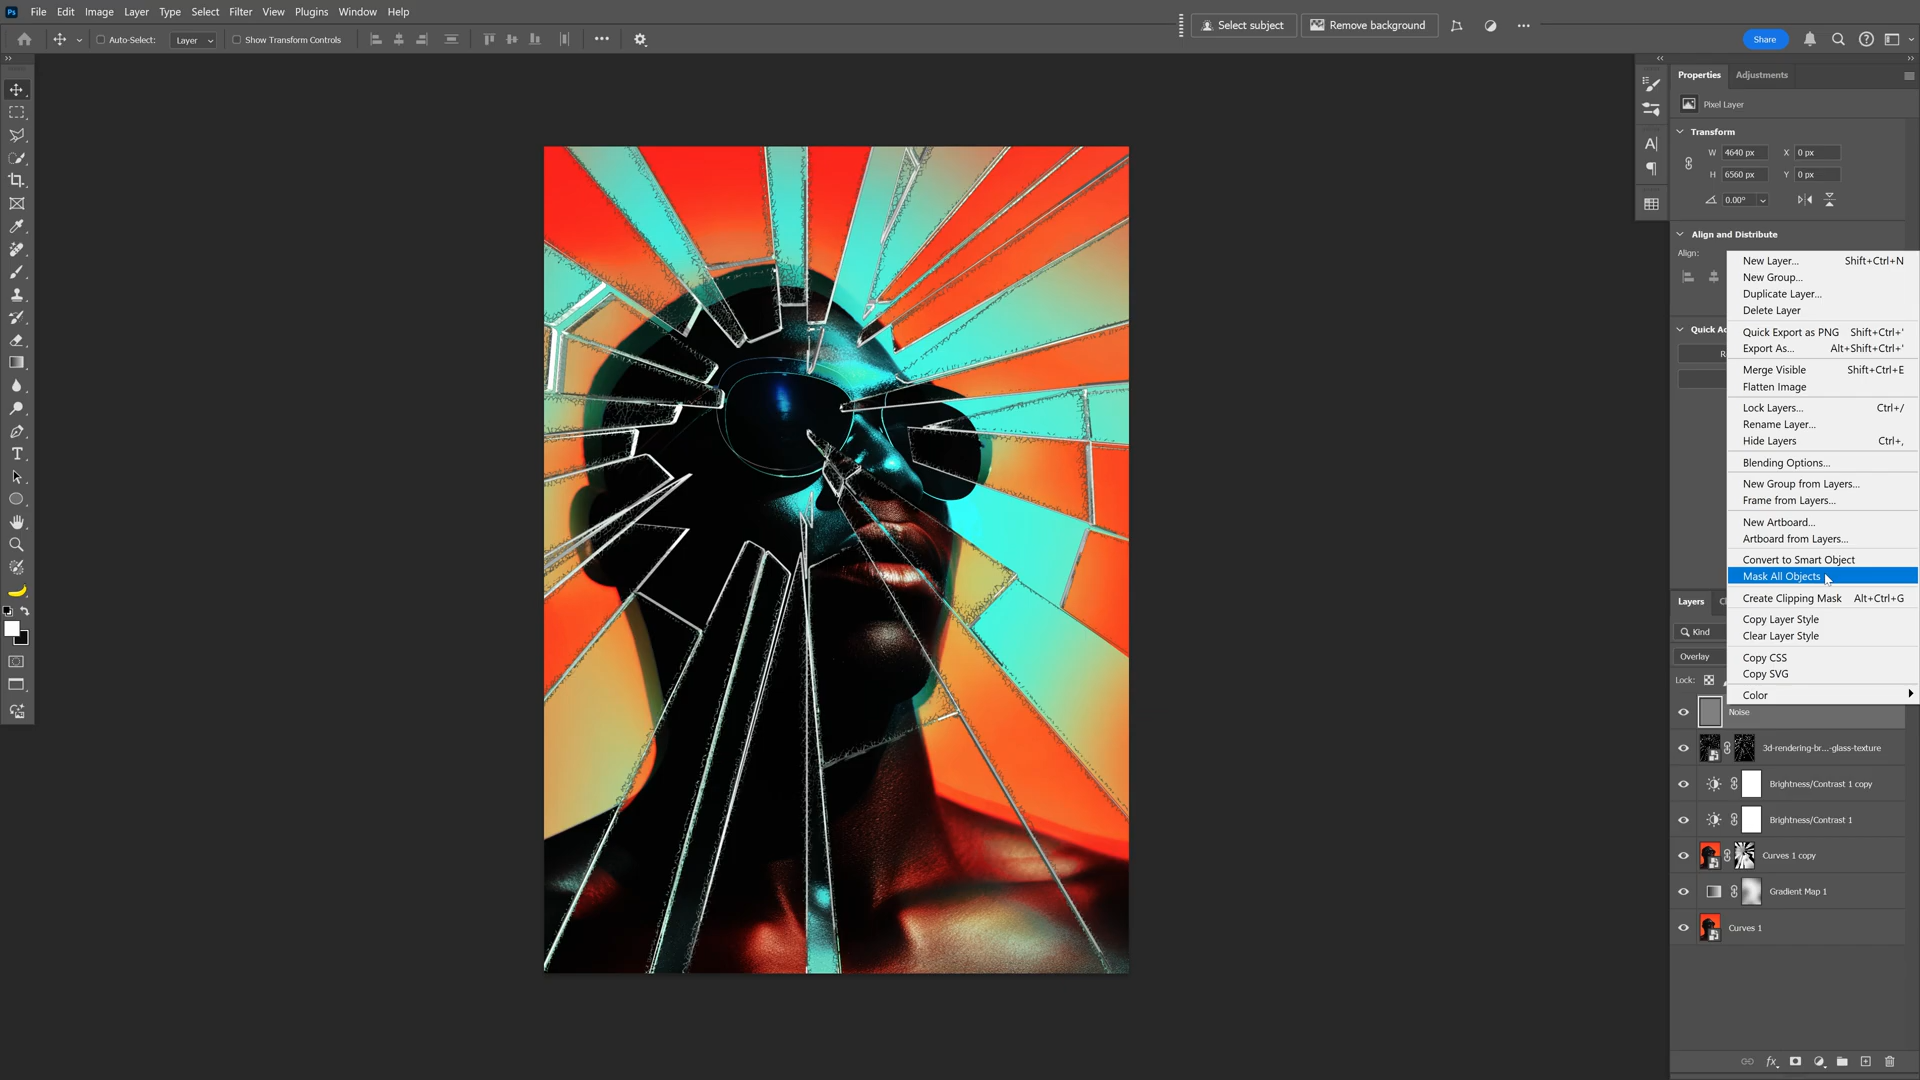 Ps File Edit Image Layer Type Select Filter View Plugins Window Help
Select subject Remove background
Auto-Select: Layer Show Transform Controls
Share
Properties Adjustments
Pixel Layer
Transform
W 4640 px X 0 px
H 6560 px Y 0 px
0.00°
Align and Distribute
Align:
New Layer... Shift+Ctrl+N
New Group...
Duplicate Layer...
Delete Layer
Quick Export as PNG Shift+Ctrl+'
Export As... Alt+Shift+Ctrl+'
Merge Visible Shift+Ctrl+E
Flatten Image
Lock Layers... Ctrl+/
Rename Layer...
Hide Layers Ctrl+,
Blending Options...
New Group from Layers...
Frame from Layers...
New Artboard...
Artboard from Layers...
Convert to Smart Object
Mask All Objects
Create Clipping Mask Alt+Ctrl+G
Copy Layer Style
Clear Layer Style
Copy CSS
Copy SVG
Color
Layers
Kind
Overlay
Lock:
Noise
3d-rendering-br...-glass-texture
Brightness/Contrast 1 copy
Brightness/Contrast 1
Curves 1 copy
Gradient Map 1
Curves 1
fx